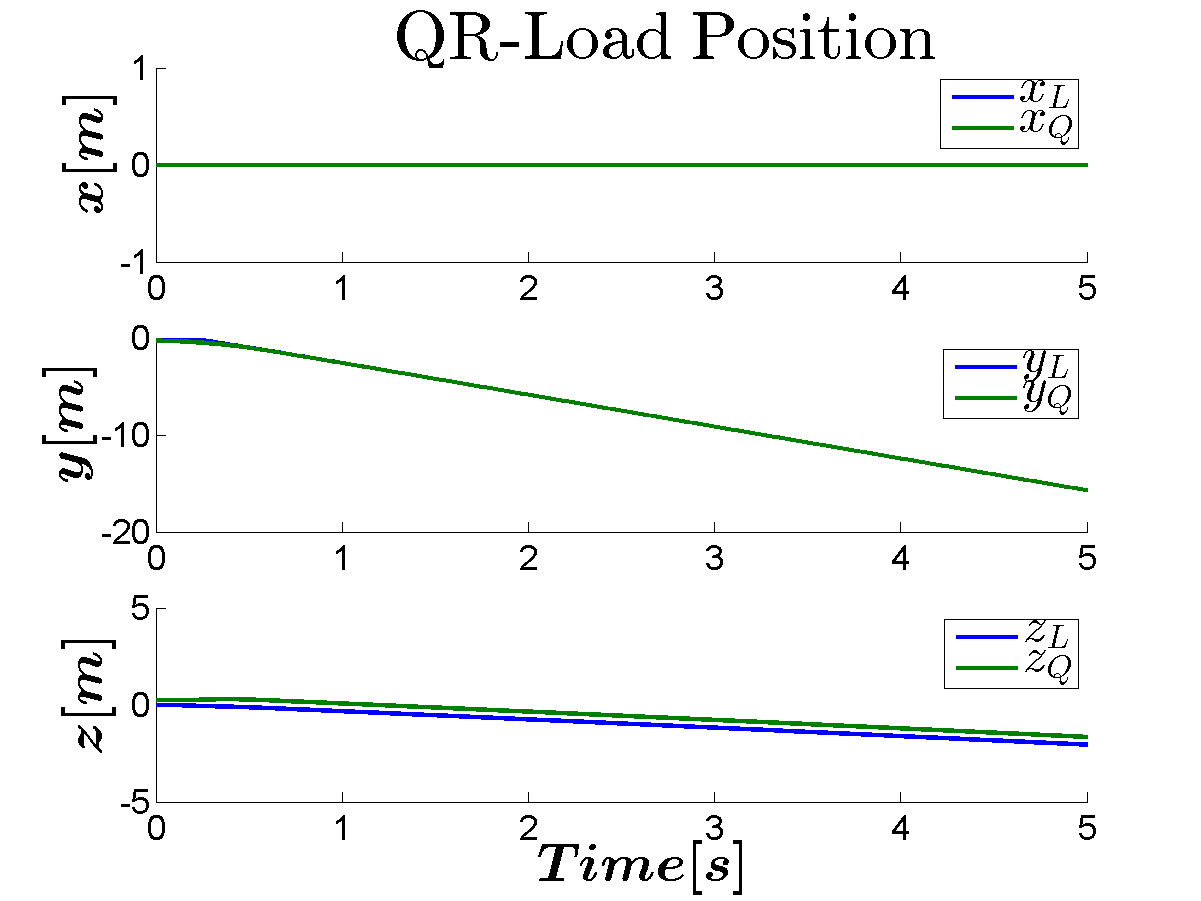 QR-Load Position
x[m]
1
0
-1
x_L
x_Q
0 1 2 3 4 5
y[m]
0
-10
-20
y_L
y_Q
0 1 2 3 4 5
z[m]
5
0
-5
z_L
z_Q
0 1 2 3 4 5
Time[s]